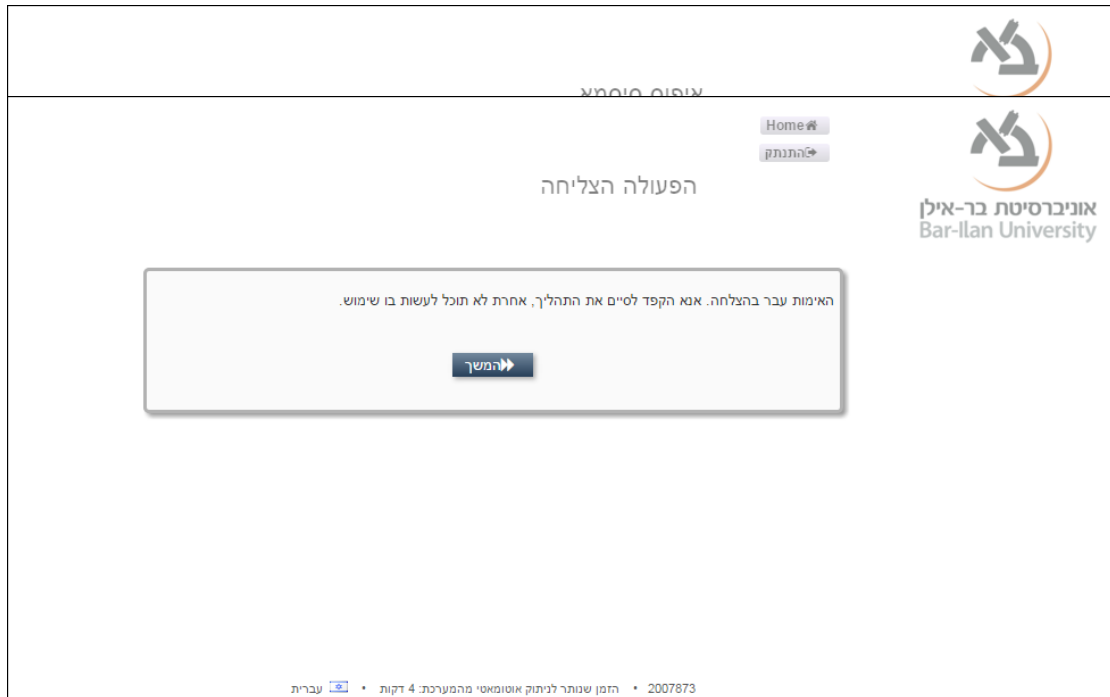 איפוס סיסמא
Home
התנתק
הפעולה הצליחה
אוניברסיטת בר-אילן
Bar-Ilan University
האימות עבר בהצלחה. אנא הקפד לסיים את התהליך, אחרת לא תוכל לעשות בו שימוש.
המשך
2007873 • הזמן שנותר לניתוק אוטומאטי מהמערכת: 4 דקות • עברית